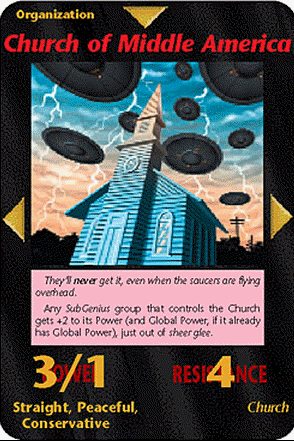 Organization
Church of Middle America
They'll never get it, even when the saucers are flying
overhead.
Any SubGenius group that controls the Church
gets +2 to its Power (and Global Power, if it already
has Global Power), just out of sheer glee.
POWER 3/1 RESISTANCE 4
Straight, Peaceful,
Conservative
Church